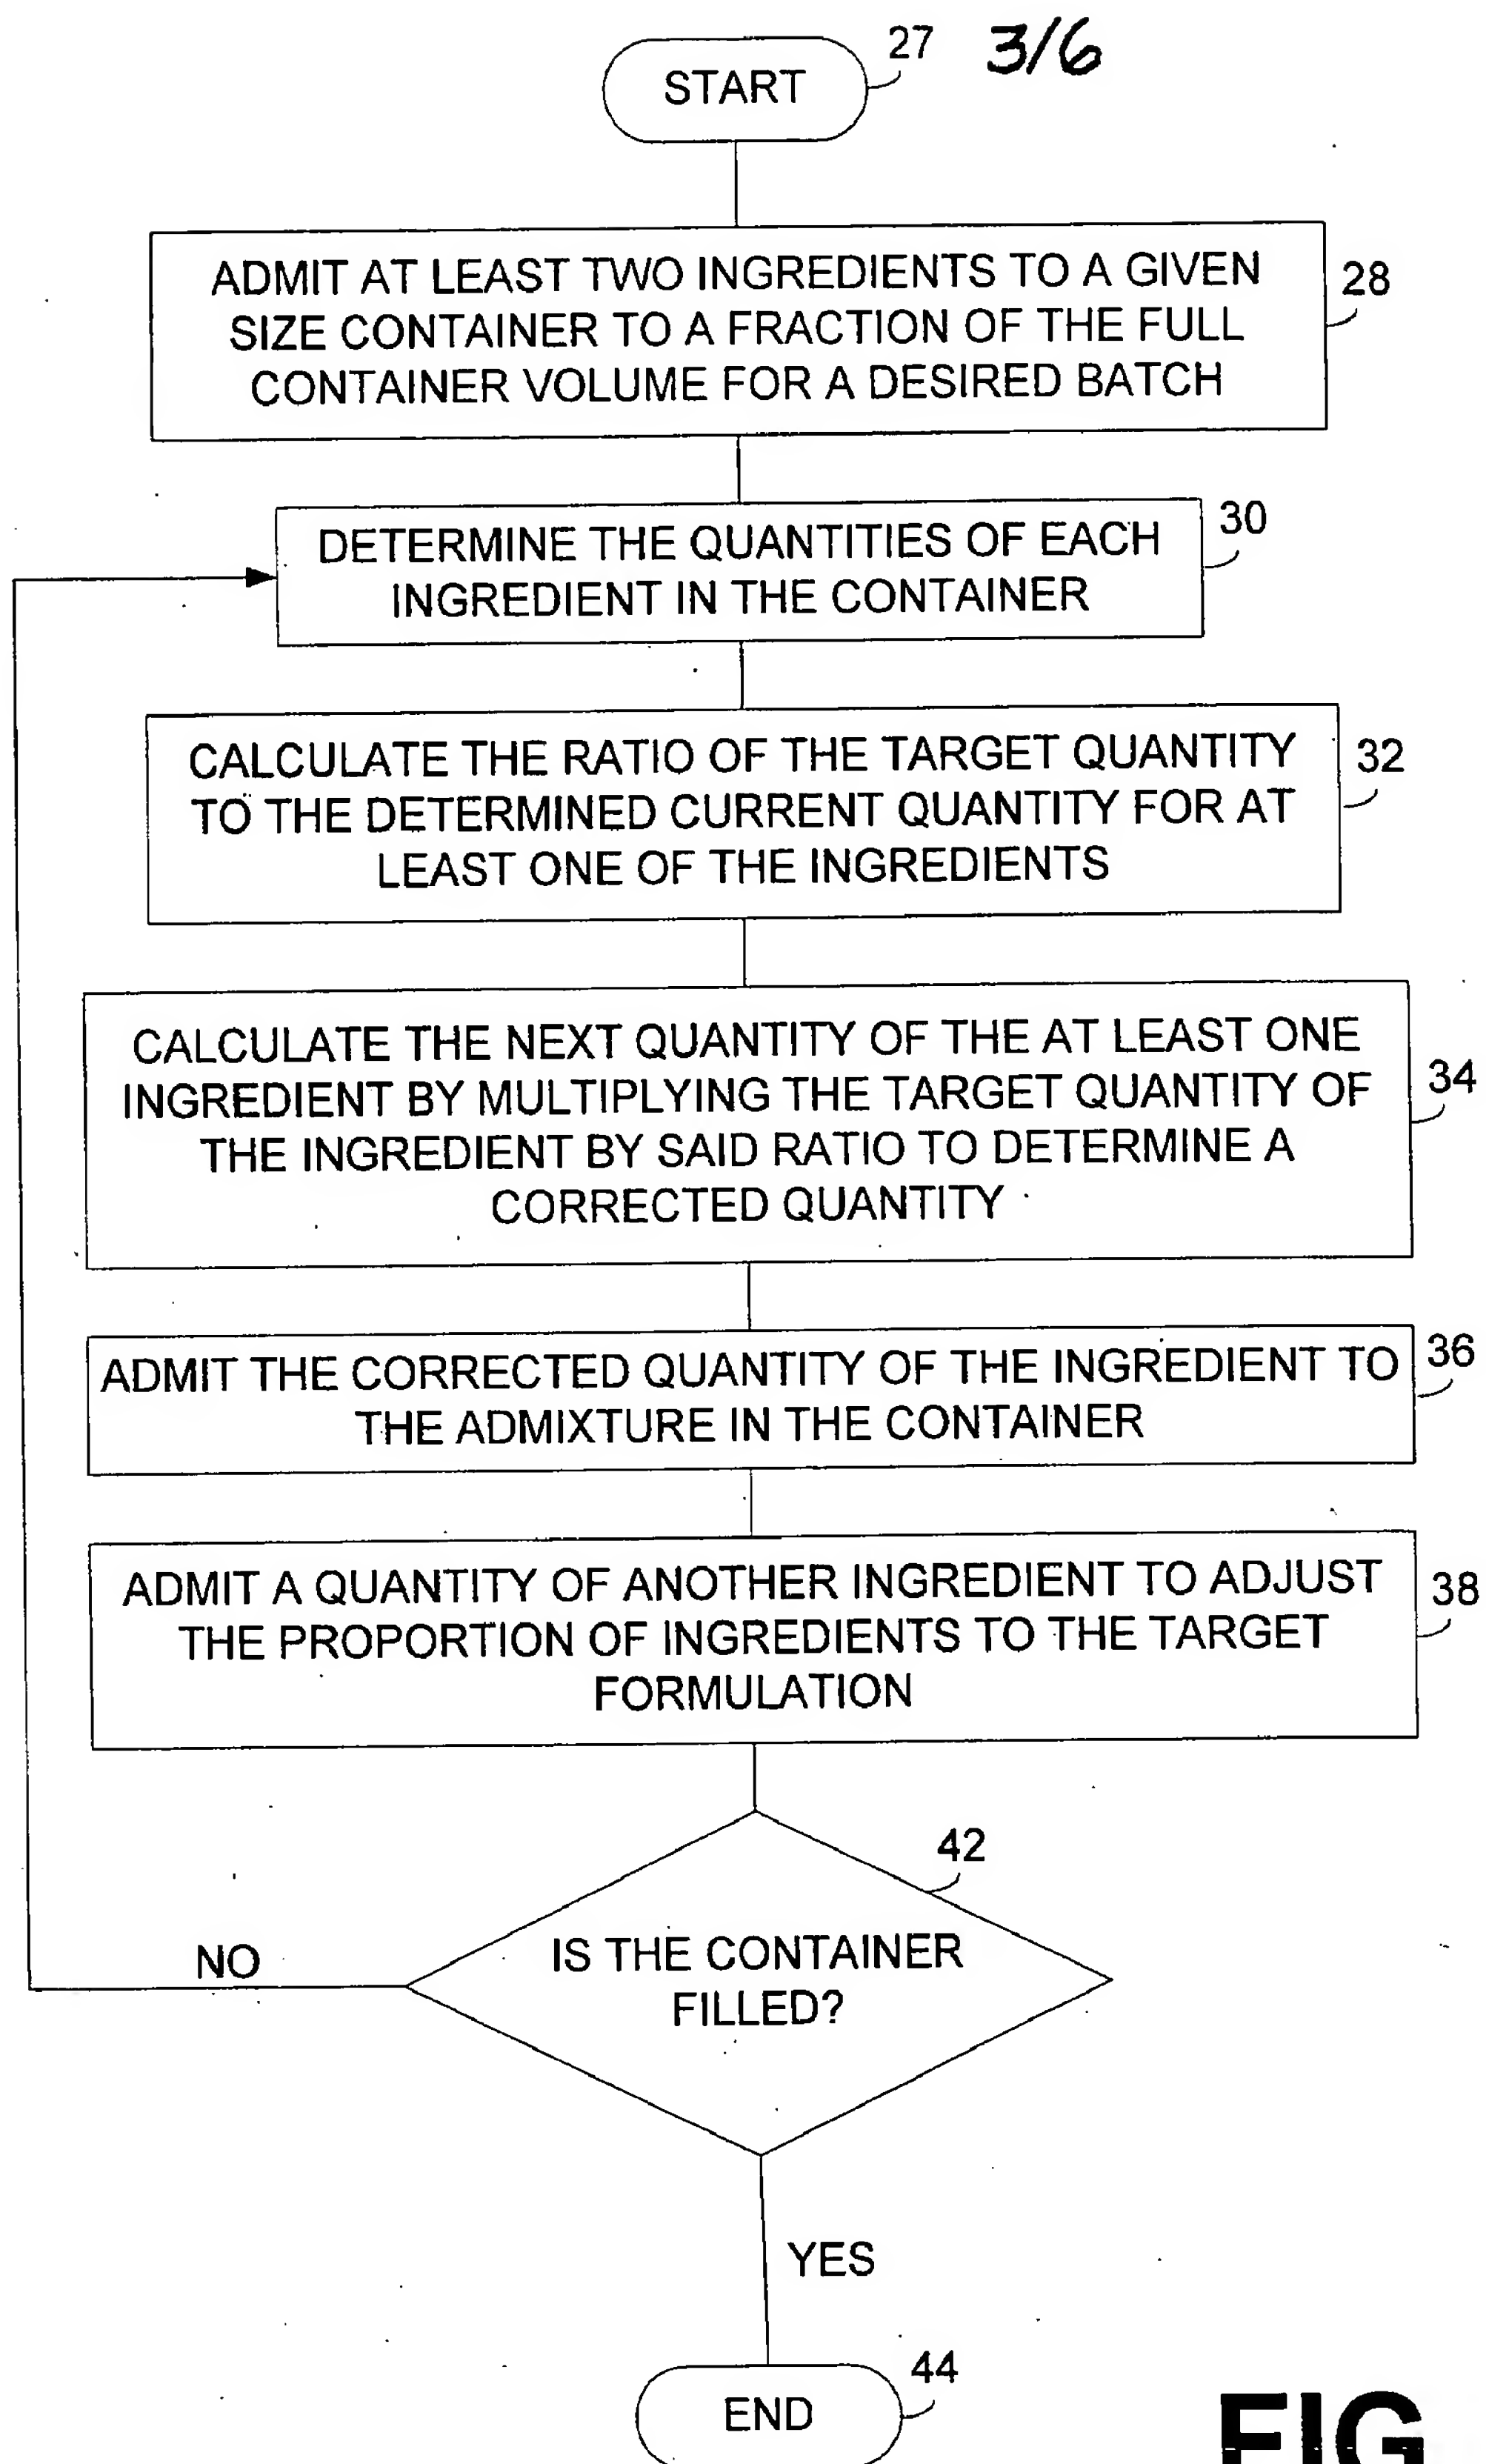 27
3/6
START
ADMIT AT LEAST TWO INGREDIENTS TO A GIVEN
SIZE CONTAINER TO A FRACTION OF THE FULL
CONTAINER VOLUME FOR A DESIRED BATCH
28
DETERMINE THE QUANTITIES OF EACH
INGREDIENT IN THE CONTAINER
30
CALCULATE THE RATIO OF THE TARGET QUANTITY
TO THE DETERMINED CURRENT QUANTITY FOR AT
LEAST ONE OF THE INGREDIENTS
32
CALCULATE THE NEXT QUANTITY OF THE AT LEAST ONE
INGREDIENT BY MULTIPLYING THE TARGET QUANTITY OF
THE INGREDIENT BY SAID RATIO TO DETERMINE A
CORRECTED QUANTITY
34
ADMIT THE CORRECTED QUANTITY OF THE INGREDIENT TO
THE ADMIXTURE IN THE CONTAINER
36
ADMIT A QUANTITY OF ANOTHER INGREDIENT TO ADJUST
THE PROPORTION OF INGREDIENTS TO THE TARGET
FORMULATION
38
42
IS THE CONTAINER
FILLED?
NO
YES
END
44
FIG